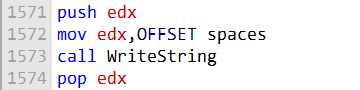 1571 push edx
1572 mov edx,OFFSET spaces
1573 call WriteString
1574 pop edx